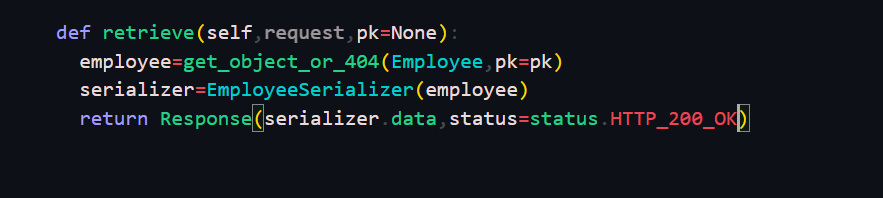 def retrieve(self,request,pk=None):
employee=get_object_or_404(Employee,pk=pk)
serializer=EmployeeSerializer(employee)
return Response(serializer.data,status=status.HTTP_200_OK)